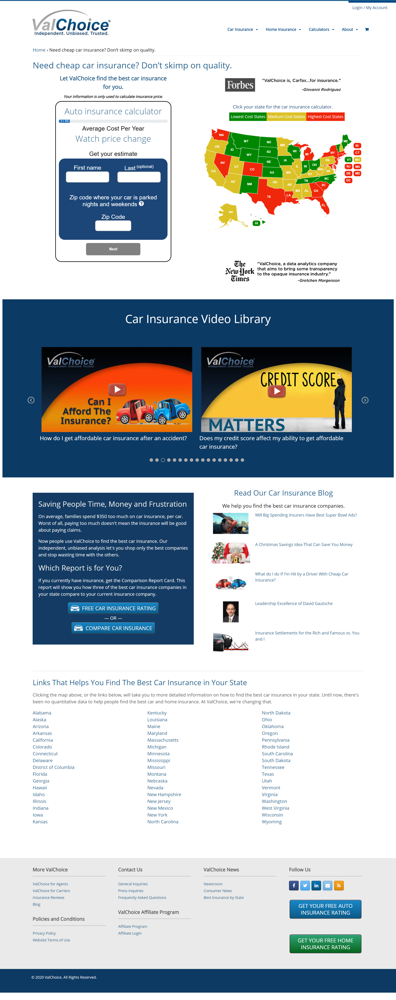 Login / My Account
ValChoice®
Independent. Unbiased. Trusted.
Car Insurance
Home Insurance
Calculators
About
Home › Need cheap car insurance? Don’t skimp on quality.
Need cheap car insurance? Don’t skimp on quality.
Let ValChoice find the best car insurance
for you.
Your information is only used to calculate insurance price.
Auto insurance calculator
1 / 10
Average Cost Per Year
Watch price change
Get your estimate
First name
Last (optional)
Zip code where your car is parked
nights and weekends ?
Zip Code
Next
Forbes
"ValChoice is, Carfax...for insurance."
-Giovanni Rodriguez
Click your state for the car insurance calculator.
Lowest Cost States
Medium Cost States
Highest Cost States
WA
MT
ND
MN
ME
OR
ID
SD
WI
MI
NY
RI
WY
CT
NV
NE
IA
PA
VT
NH
UT
CO
IL
IN
OH
NJ
MA
CA
KS
MO
WV
VA
KY
DE
MD
AZ
NM
OK
AR
TN
NC
DC
SC
MS
AL
GA
TX
LA
FL
AK
HI
The
New York
Times
"ValChoice, a data analytics company
that aims to bring some transparency
to the opaque insurance industry."
-Gretchen Morgenson
Car Insurance Video Library
ValChoice
Independent. Unbiased. Trusted.
Can I
Afford The
Insurance?
How do I get affordable car insurance after an accident?
ValChoice
Independent. Unbiased. Trusted.
CREDIT SCORE
MATTERS
Does my credit score affect my ability to get affordable
car insurance?
Saving People Time, Money and Frustration
On average, families spend $350 too much on car insurance, per car.
Worst of all, paying too much doesn't mean the insurance will be good
about paying claims.
Now people use ValChoice to find the best car insurance. Our
independent, unbiased analysis let's you shop only the best companies
and stop wasting time with the others.
Which Report is for You?
If you currently have insurance, get the Comparison Report Card. This
report will show you how three of the best car insurance companies in
your state compare to your current insurance company.
FREE CAR INSURANCE RATING
— OR —
COMPARE CAR INSURANCE
Read Our Car Insurance Blog
We help you find the best car insurance companies.
Will Big Spending Insurers Have Best Super Bowl Ads?
A Christmas Savings Idea That Can Save You Money
What do I do If I'm Hit by a Driver With Cheap Car
Insurance?
Leadership Excellence of David Gautsche
Insurance Settlements for the Rich and Famous vs. You
and I
Links That Helps You Find The Best Car Insurance in Your State
Clicking the map above, or the links below, will take you to more detailed information on how to find the best car insurance in your state. Until now, there's
been no quantitative data to help people find the best car and home insurance. At ValChoice, we're changing that.
Alabama
Alaska
Arizona
Arkansas
California
Colorado
Connecticut
Delaware
District of Columbia
Florida
Georgia
Hawaii
Idaho
Illinois
Indiana
Iowa
Kansas
Kentucky
Louisiana
Maine
Maryland
Massachusetts
Michigan
Minnesota
Mississippi
Missouri
Montana
Nebraska
Nevada
New Hampshire
New Jersey
New Mexico
New York
North Carolina
North Dakota
Ohio
Oklahoma
Oregon
Pennsylvania
Rhode Island
South Carolina
South Dakota
Tennessee
Texas
Utah
Vermont
Virginia
Washington
West Virginia
Wisconsin
Wyoming
More ValChoice
ValChoice for Agents
ValChoice for Carriers
Insurance Reviews
Blog
Policies and Conditions
Privacy Policy
Website Terms of Use
Contact Us
General Inquiries
Press Inquiries
Frequently Asked Questions
ValChoice Affiliate Program
Affiliate Program
Affiliate Login
ValChoice News
Newsroom
Consumer News
Best Insurance by State
Follow Us
GET YOUR FREE AUTO
INSURANCE RATING
GET YOUR FREE HOME
INSURANCE RATING
© 2020 ValChoice. All Rights Reserved.